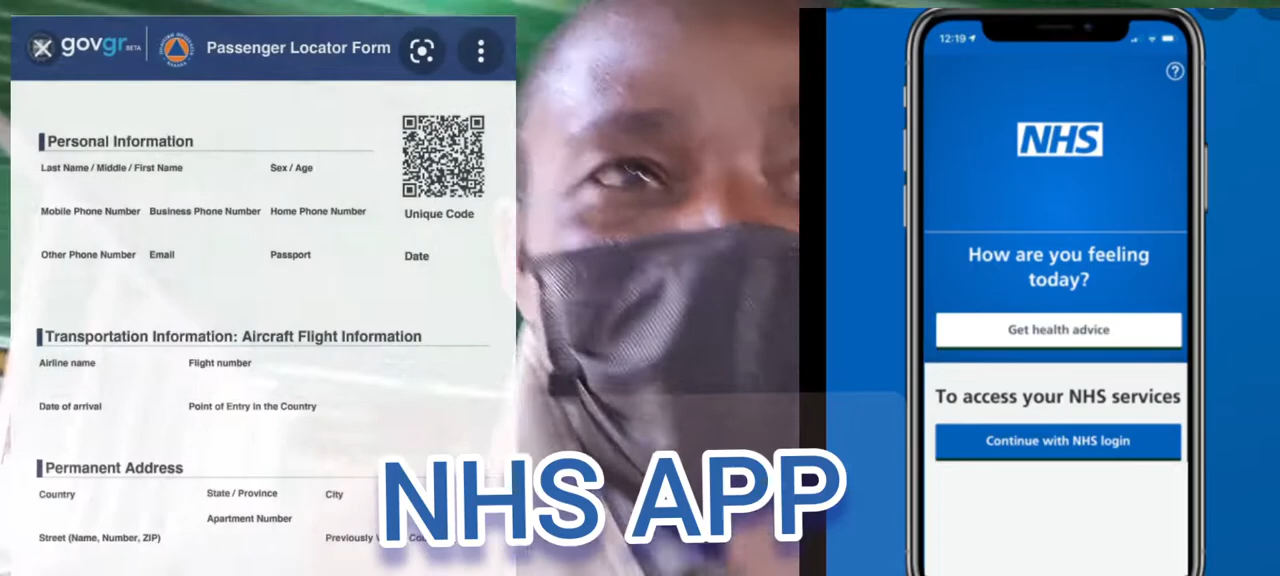 govgr BETA Passenger Locator Form
Personal Information
Last Name / Middle / First Name Sex / Age
Mobile Phone Number Business Phone Number Home Phone Number
Unique Code
Other Phone Number Email Passport Date
Transportation Information: Aircraft Flight Information
Airline name Flight number
Date of arrival Point of Entry in the Country
Permanent Address
Country State / Province City
Apartment Number
Street (Name, Number, ZIP) Previously
NHS APP
12:19
NHS
How are you feeling
today?
Get health advice
To access your NHS services
Continue with NHS login